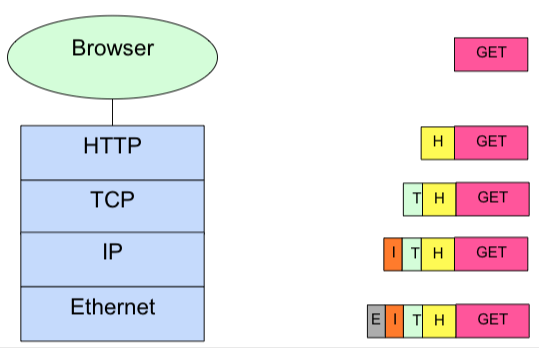 Browser
GET
HTTP
H GET
TCP
T H GET
IP
I T H GET
Ethernet
E I T H GET